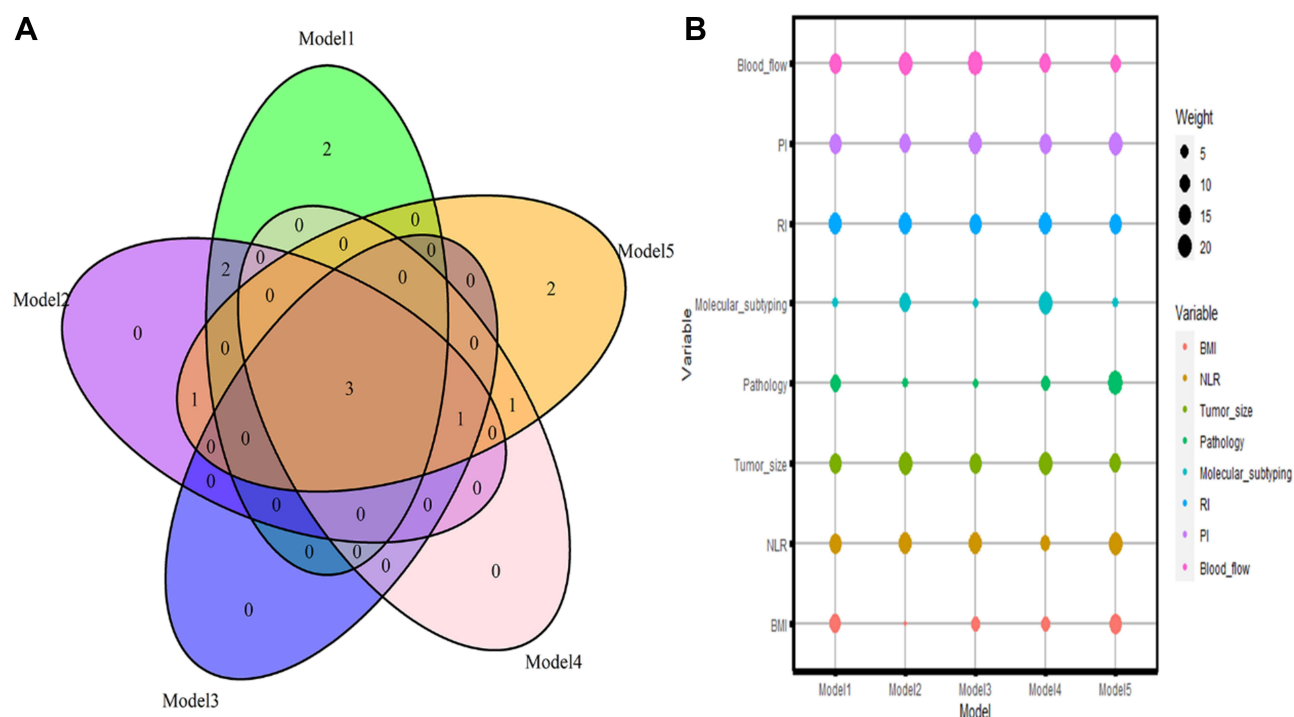 A
Model1
2
0
0
0
0
Model5
0
2
0
0
0
2
Model2
0
0
0
0
3
1
1
1
0
0
0
0
0
0
0
0
0
0
0
0
0
Model3
Model4
B
Variable
Blood_flow
PI
RI
Molecular_subtyping
Pathology
Tumor_size
NLR
BMI
Model1 Model2 Model3 Model4 Model5
Model
Weight
5
10
15
20
Variable
BMI
NLR
Tumor_size
Pathology
Molecular_subtyping
RI
PI
Blood_flow